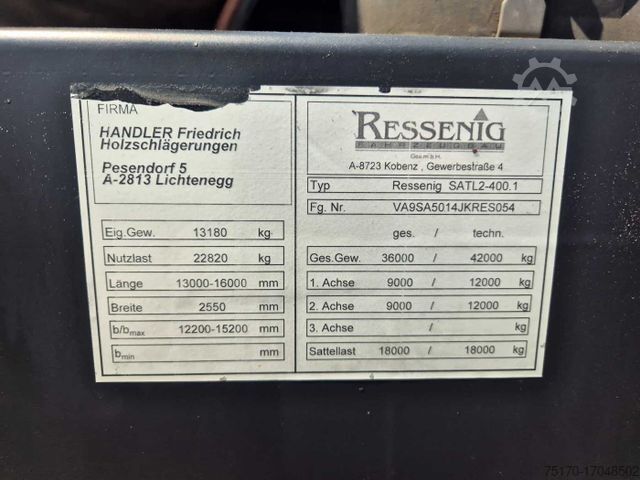 FIRMA
HANDLER Friedrich
Holzschlägerungen
Pesendorf 5
A-2813 Lichtenegg
Eig.Gew. 13180 kg
Nutzlast 22820 kg
Länge 13000-16000 mm
Breite 2550 mm
b/bmax 12200-15200 mm
bmin mm
RESSENIG
FAHRZEUGBAU
Ges.m.b.H.
A-8723 Kobenz , Gewerbestraße 4
Typ Ressenig SATL2-400.1
Fg. Nr. VA9SA5014JKRES054
ges. / techn.
Ges.Gew. 36000 / 42000 kg
1. Achse 9000 / 12000 kg
2. Achse 9000 / 12000 kg
3. Achse / kg
Sattellast 18000 / 18000 kg
75170-17048502